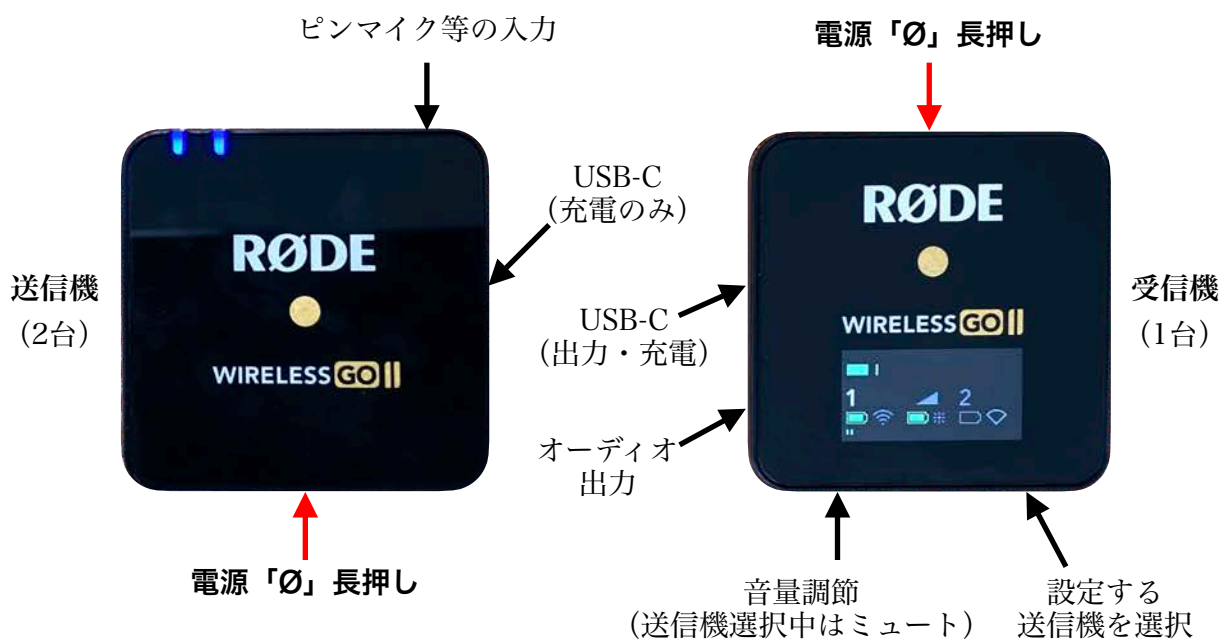 ピンマイク等の入力
電源「Ø」長押し
USB-C
(充電のみ)
送信機
(2台)
RØDE
WIRELESS GO II
電源「Ø」長押し
USB-C
(出力・充電)
オーディオ
出力
RØDE
WIRELESS GO II
1
2
受信機
(1台)
音量調節
(送信機選択中はミュート)
設定する
送信機を選択